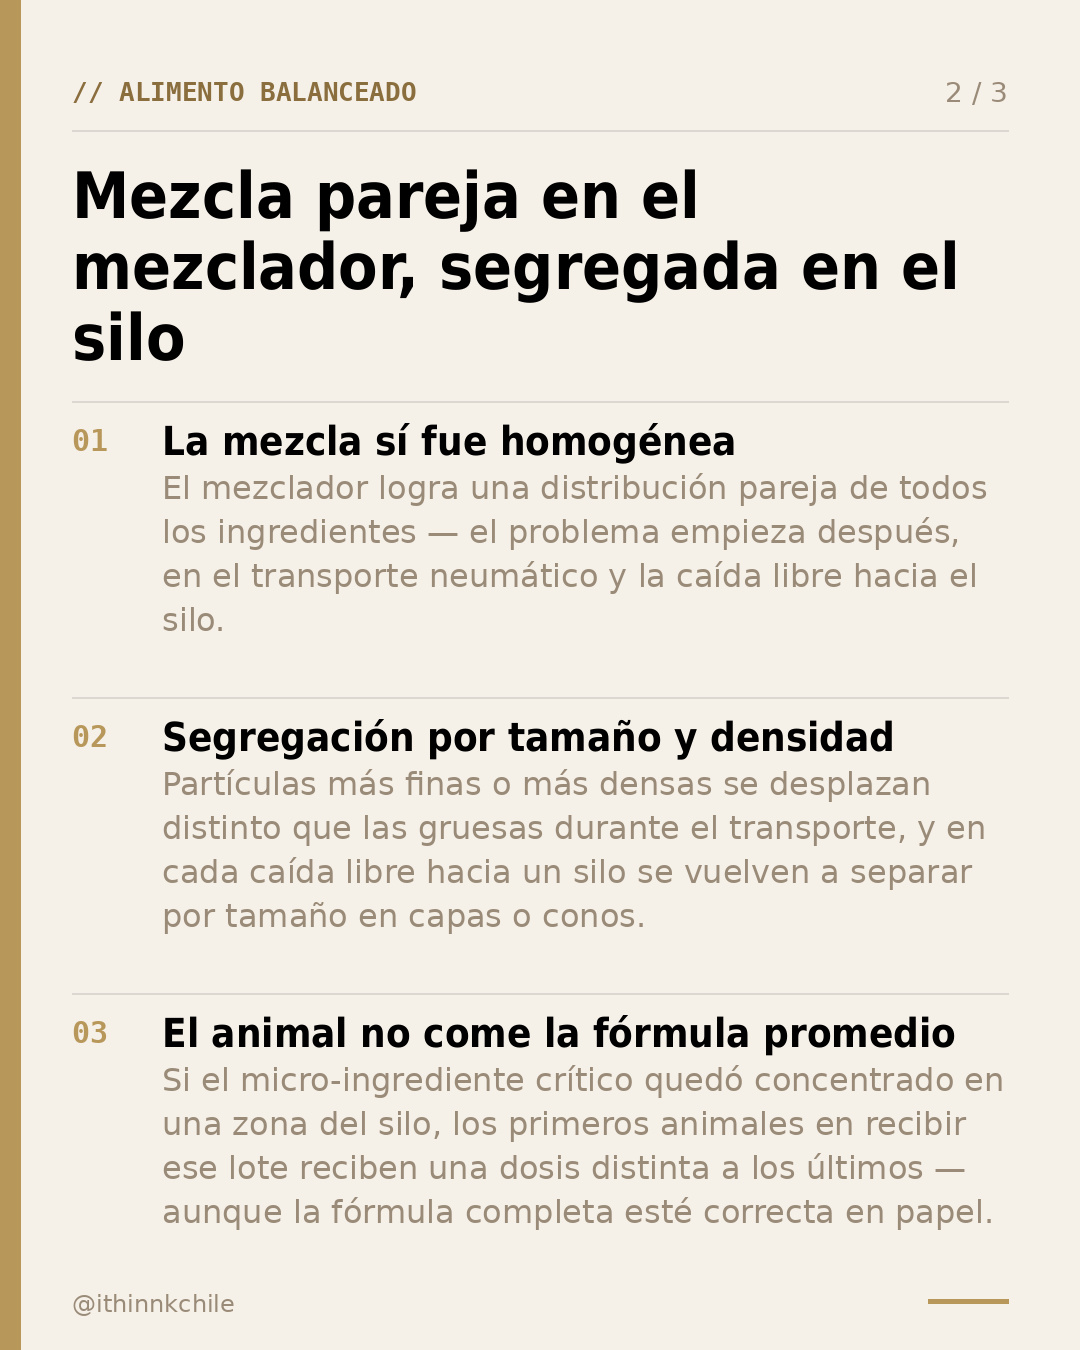 // ALIMENTO BALANCEADO
2 / 3
Mezcla pareja en el
mezclador, segregada en el
silo
01
La mezcla sí fue homogénea
El mezclador logra una distribución pareja de todos
los ingredientes — el problema empieza después,
en el transporte neumático y la caída libre hacia el
silo.
02
Segregación por tamaño y densidad
Partículas más finas o más densas se desplazan
distinto que las gruesas durante el transporte, y en
cada caída libre hacia un silo se vuelven a separar
por tamaño en capas o conos.
03
El animal no come la fórmula promedio
Si el micro-ingrediente crítico quedó concentrado en
una zona del silo, los primeros animales en recibir
ese lote reciben una dosis distinta a los últimos —
aunque la fórmula completa esté correcta en papel.
@ithinnkchile